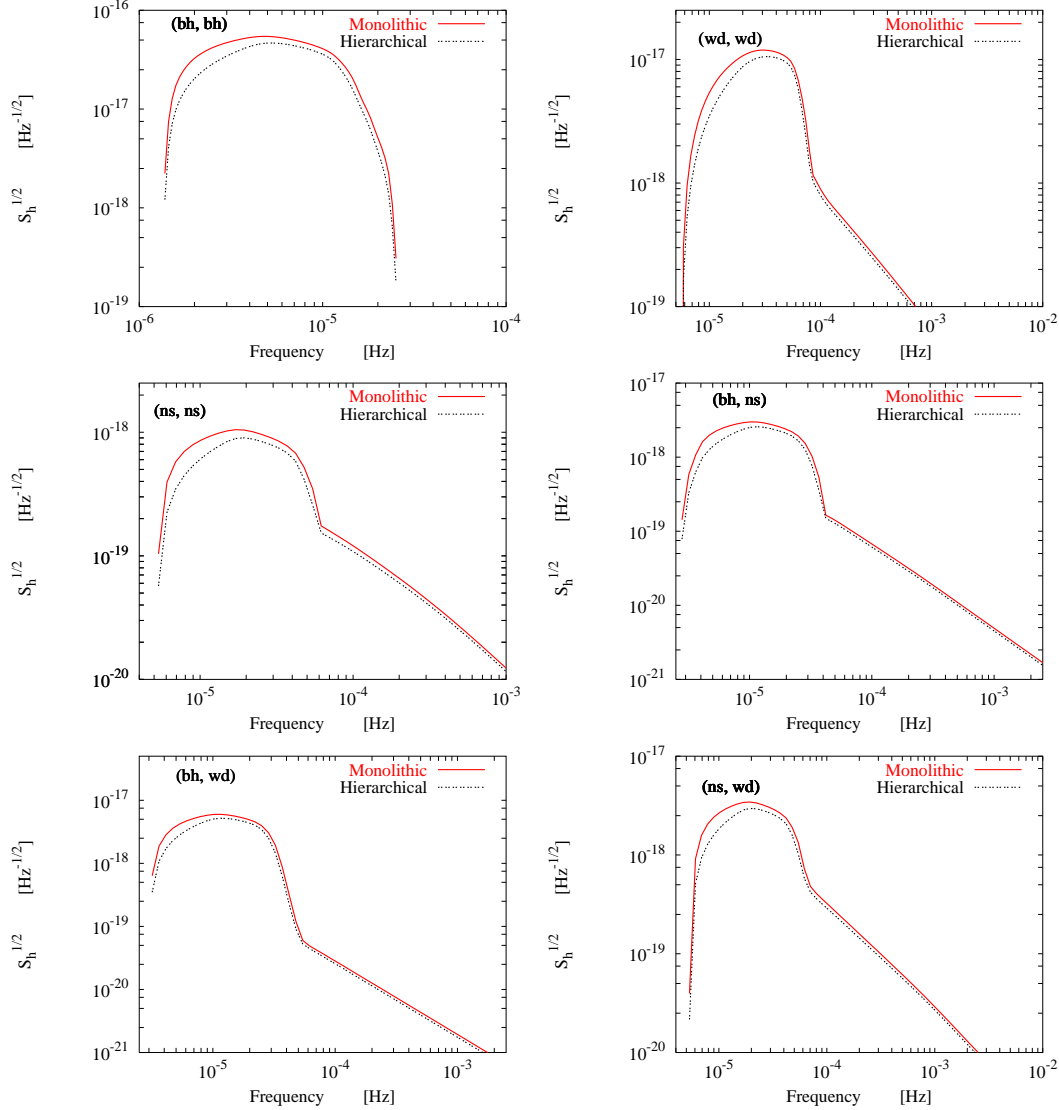 (bh, bh)
Monolithic
Hierarchical
10^-16
10^-17
10^-18
10^-19
S_h^1/2 [Hz^-1/2]
10^-6 10^-5 10^-4
Frequency [Hz]
(wd, wd)
Monolithic
Hierarchical
10^-17
10^-18
10^-19
S_h^1/2 [Hz^-1/2]
10^-5 10^-4 10^-3 10^-2
Frequency [Hz]
(ns, ns)
Monolithic
Hierarchical
10^-18
10^-19
10^-20
S_h^1/2 [Hz^-1/2]
10^-5 10^-4 10^-3
Frequency [Hz]
(bh, ns)
Monolithic
Hierarchical
10^-17
10^-18
10^-19
10^-20
10^-21
S_h^1/2 [Hz^-1/2]
10^-5 10^-4 10^-3
Frequency [Hz]
(bh, wd)
Monolithic
Hierarchical
10^-17
10^-18
10^-19
10^-20
10^-21
S_h^1/2 [Hz^-1/2]
10^-5 10^-4 10^-3
Frequency [Hz]
(ns, wd)
Monolithic
Hierarchical
10^-17
10^-18
10^-19
10^-20
S_h^1/2 [Hz^-1/2]
10^-5 10^-4 10^-3 10^-2
Frequency [Hz]